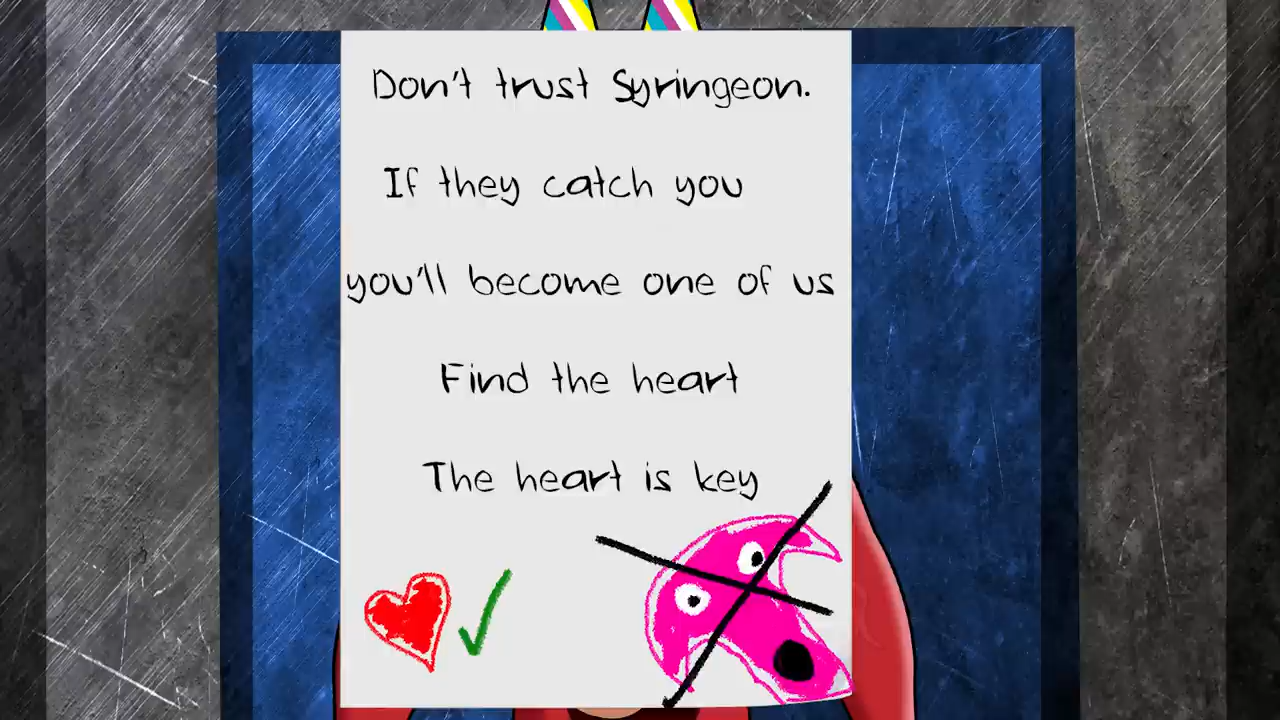 Don't trust Syringeon.
If they catch you
you'll become one of us
Find the heart
The heart is key